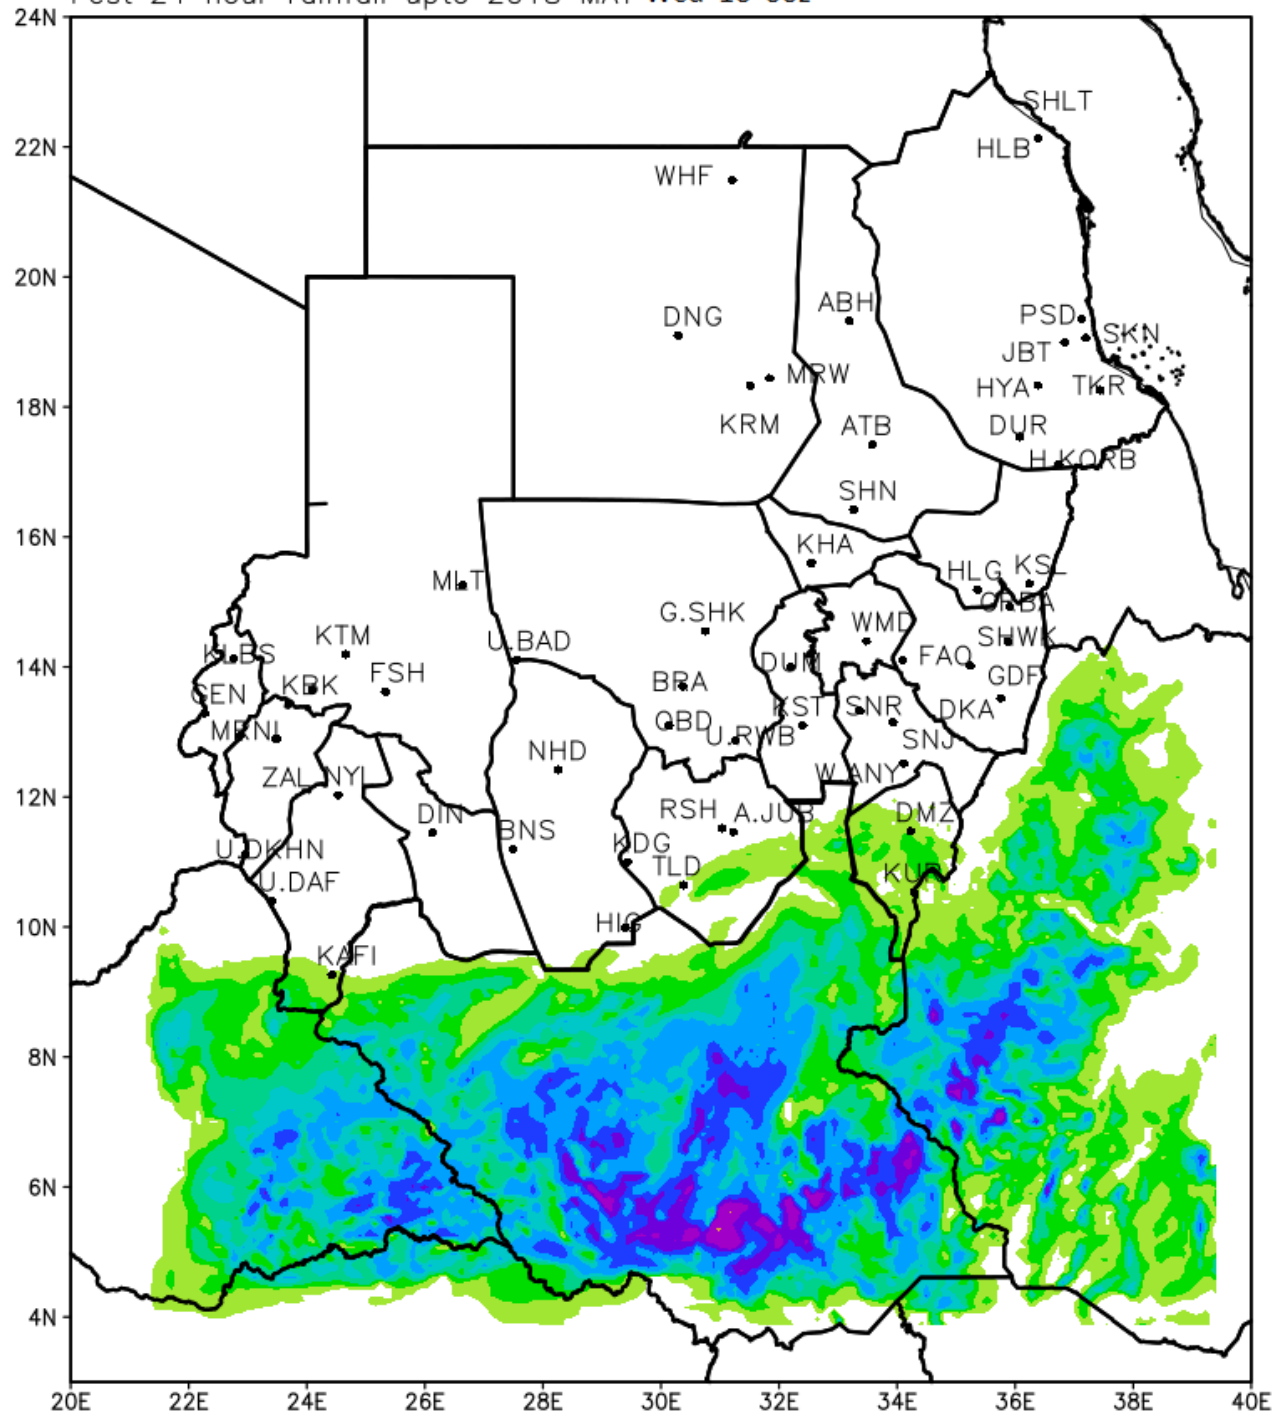 24N
SHLT
22N
HLB
WHF
20N
ABH
DNG
PSD
SKN
JBT
MRW
HYA
TKR
18N
KRM
ATB
DUR
H.KORB
SHN
16N
KHA
HLG
KSL
MLT
GRBA
G.SHK
WMD
KTM
U.BAD
SHWK
14N
KLBS
DUM
FAO
FSH
GDF
GEN
KBK
BRA
KST
SNR
DKA
MRNI
OBD
U.RWB
SNJ
NHD
ZAL
NYL
W.ANY
12N
DIN
RSH
A.JUB
DMZ
BNS
KDG
U.DKHN
TLD
U.DAF
KUR
10N
HIG
KAFI
8N
6N
4N
20E 22E 24E 26E 28E 30E 32E 34E 36E 38E 40E